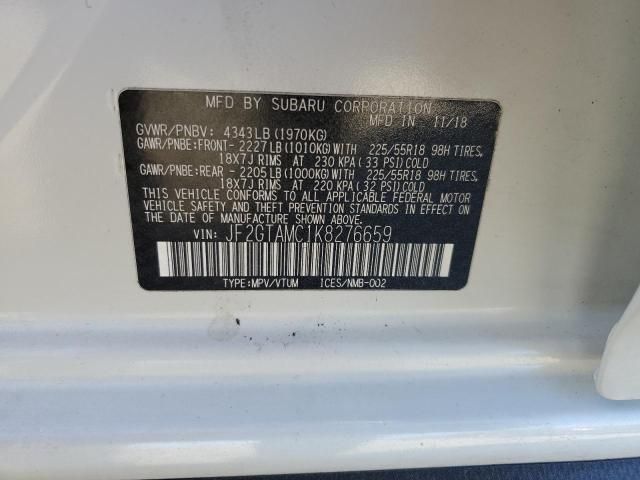 MFD BY SUBARU CORPORATION
MFD IN 11/18
GVWR/PNBV: 4343LB(1970KG)
GAWR/PNBE:FRONT- 2227LB(1010KG)WITH 225/55R18 98H TIRES,
18X7J RIMS AT 230 KPA(33 PSI)COLD
GAWR/PNBE:REAR - 2205LB(1000KG)WITH 225/55R18 98H TIRES,
18X7J RIMS AT 220 KPA(32 PSI)COLD
THIS VEHICLE CONFORMS TO ALL APPLICABLE FEDERAL MOTOR
VEHICLE SAFETY AND THEFT PREVENTION STANDARDS IN
EFFECT ON THE DATE OF MANUFACTURE SHOWN ABOVE.
VIN: JF2GTAMC1K8276659
TYPE:MPV/VTUM ICES/NMB-002